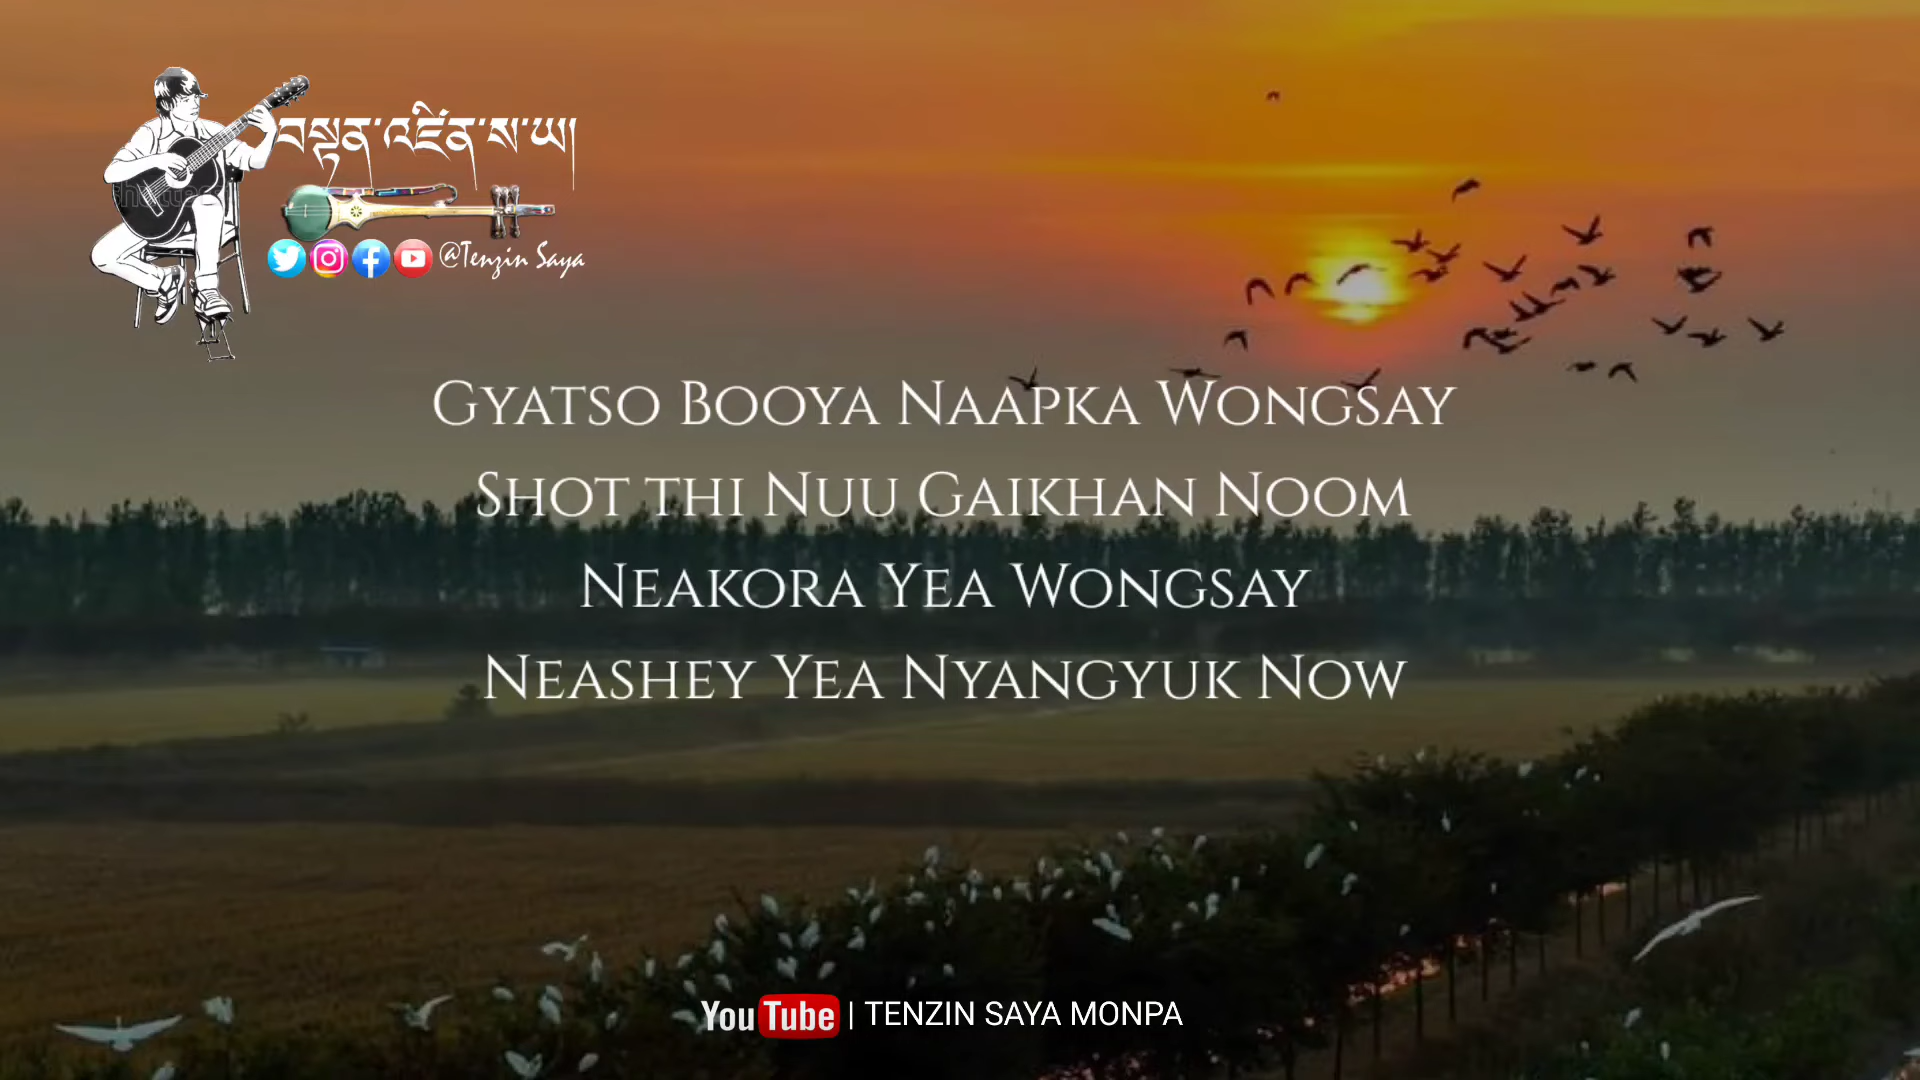 བསྟན་འཛིན་ས་ཡ།
@Tenzin Saya
Gyatso Booya Naapka Wongsay
Shot thi Nuu Gaikhan Noom
Neakora Yea Wongsay
Neashey Yea Nyangyuk Now
YouTube | TENZIN SAYA MONPA